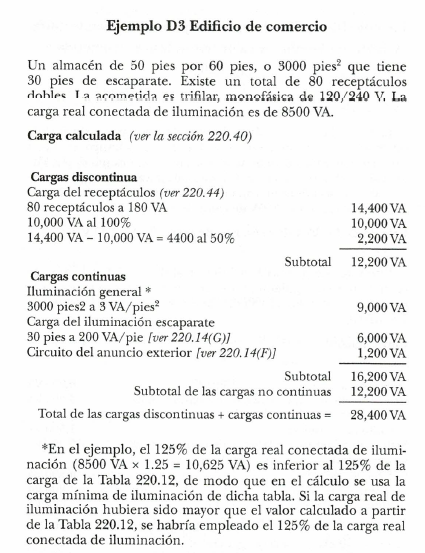 Ejemplo D3 Edificio de comercio
Un almacén de 50 pies por 60 pies, o 3000 pies² que tiene
30 pies de escaparate. Existe un total de 80 receptáculos
dobles. La acometida es trifilar, monofásica de 120/240 V. La
carga real conectada de iluminación es de 8500 VA.
Carga calculada (ver la sección 220.40)
Cargas discontinua
Carga del receptáculos (ver 220.44)
80 receptáculos a 180 VA 14,400 VA
10,000 VA al 100% 10,000 VA
14,400 VA – 10,000 VA = 4400 al 50% 2,200 VA
Subtotal 12,200 VA
Cargas continuas
Iluminación general *
3000 pies2 a 3 VA/pies² 9,000 VA
Carga del iluminación escaparate
30 pies a 200 VA/pie [ver 220.14(G)] 6,000 VA
Circuito del anuncio exterior [ver 220.14(F)] 1,200 VA
Subtotal 16,200 VA
Subtotal de las cargas no continuas 12,200 VA
Total de las cargas discontinuas + cargas continuas = 28,400 VA
*En el ejemplo, el 125% de la carga real conectada de ilumi-
nación (8500 VA × 1.25 = 10,625 VA) es inferior al 125% de la
carga de la Tabla 220.12, de modo que en el cálculo se usa la
carga mínima de iluminación de dicha tabla. Si la carga real de
iluminación hubiera sido mayor que el valor calculado a partir
de la Tabla 220.12, se habría empleado el 125% de la carga real
conectada de iluminación.